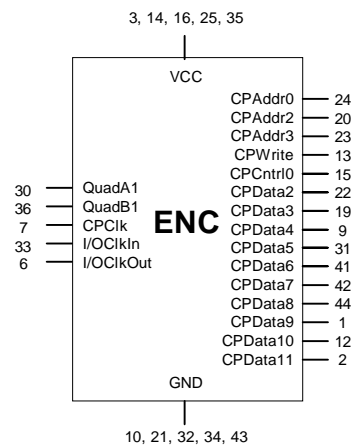 3, 14, 16, 25, 35
VCC
CPAddr0 24
CPAddr2 20
CPAddr3 23
CPWrite 13
CPCntrl0 15
CPData2 22
30 QuadA1
CPData3 19
36 QuadB1
CPData4 9
7 CPClk
ENC
CPData5 31
33 I/OClkIn
CPData6 41
6 I/OClkOut
CPData7 42
CPData8 44
CPData9 1
CPData10 12
CPData11 2
GND
10, 21, 32, 34, 43